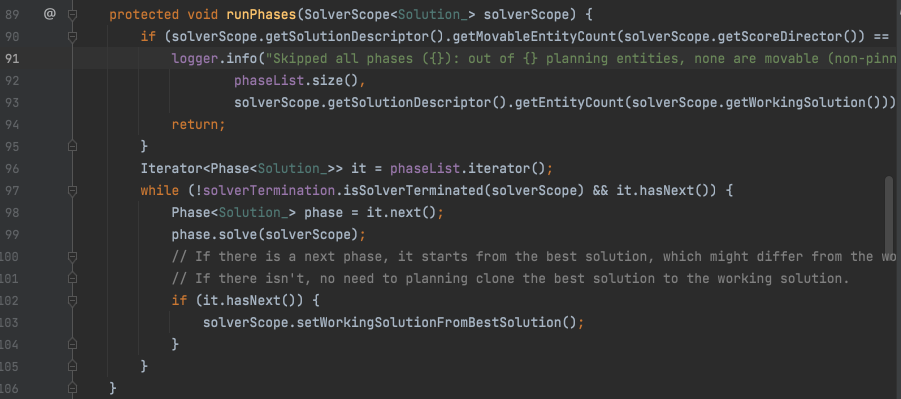 89 @ protected void runPhases(SolverScope<Solution_> solverScope) {
90 if (solverScope.getSolutionDescriptor().getMovableEntityCount(solverScope.getScoreDirector()) ==
91 logger.info("Skipped all phases ({}): out of {} planning entities, none are movable (non-pinn
92 phaseList.size(),
93 solverScope.getSolutionDescriptor().getEntityCount(solverScope.getWorkingSolution()))
94 return;
95 }
96 Iterator<Phase<Solution_>> it = phaseList.iterator();
97 while (!solverTermination.isSolverTerminated(solverScope) && it.hasNext()) {
98 Phase<Solution_> phase = it.next();
99 phase.solve(solverScope);
100 // If there is a next phase, it starts from the best solution, which might differ from the wo
101 // If there isn't, no need to planning clone the best solution to the working solution.
102 if (it.hasNext()) {
103 solverScope.setWorkingSolutionFromBestSolution();
104 }
105 }
106 }